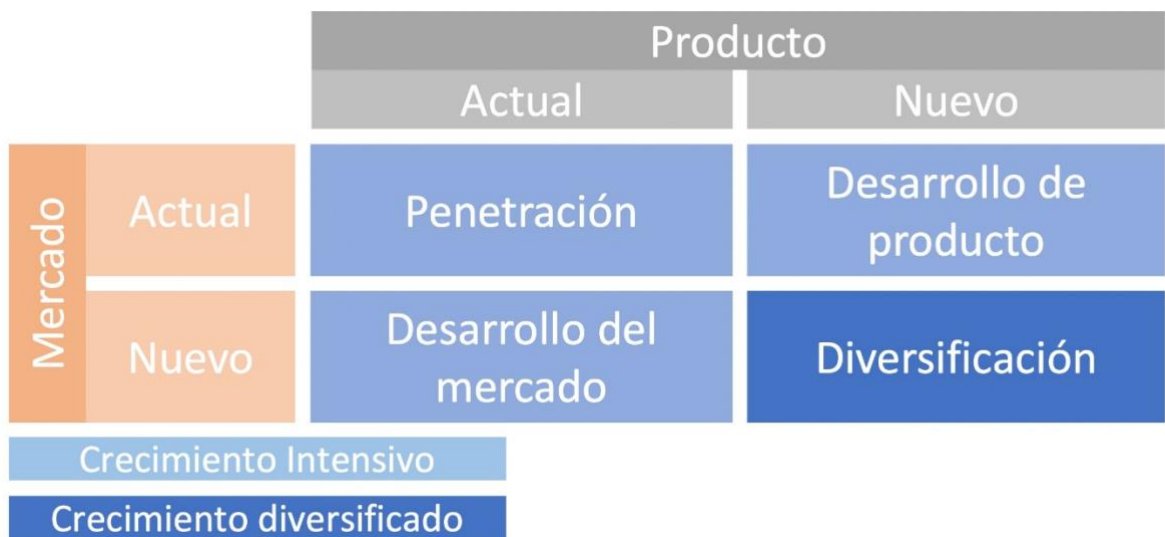 Producto
Actual
Nuevo
Mercado
Actual
Penetración
Desarrollo de
producto
Nuevo
Desarrollo del
mercado
Diversificación
Crecimiento Intensivo
Crecimiento diversificado